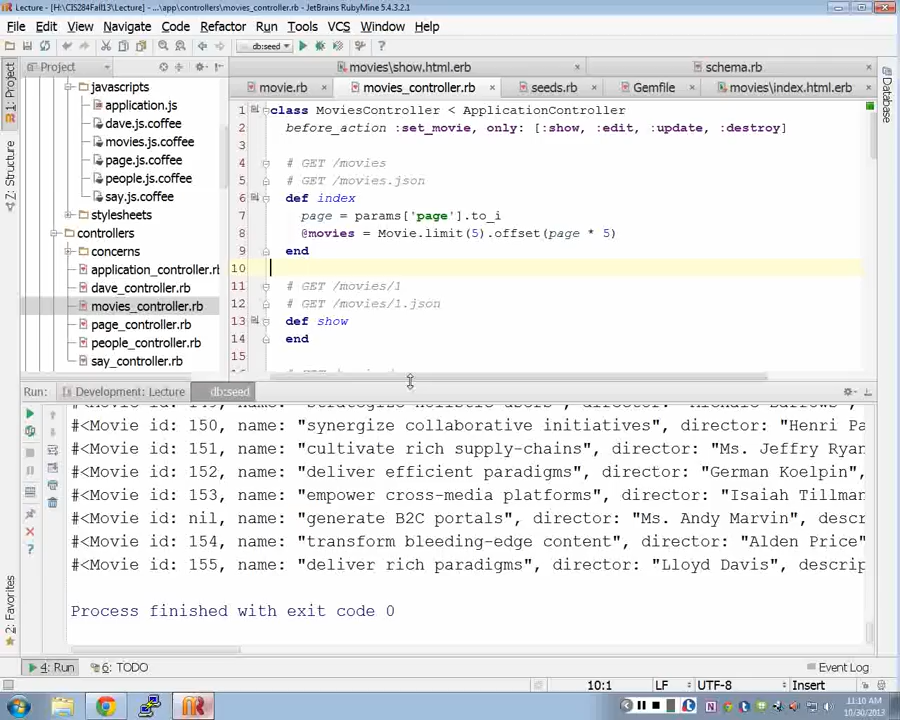 Lecture - [H:\CIS284Fall13\Lecture] - ...\app\controllers\movies_controller.rb - JetBrains RubyMine 5.4.3.2.1
File Edit View Navigate Code Refactor Run Tools VCS Window Help
db:seed
Project
movies\show.html.erb schema.rb
movie.rb movies_controller.rb seeds.rb Gemfile movies\index.html.erb
1: Project
Z: Structure
2: Favorites
Database
javascripts
application.js
dave.js.coffee
movies.js.coffee
page.js.coffee
people.js.coffee
say.js.coffee
stylesheets
controllers
concerns
application_controller.rb
dave_controller.rb
movies_controller.rb
page_controller.rb
people_controller.rb
say_controller.rb
1 class MoviesController < ApplicationController
2 before_action :set_movie, only: [:show, :edit, :update, :destroy]
3
4 # GET /movies
5 # GET /movies.json
6 def index
7 page = params['page'].to_i
8 @movies = Movie.limit(5).offset(page * 5)
9 end
10
11 # GET /movies/1
12 # GET /movies/1.json
13 def show
14 end
15
Run: Development: Lecture db:seed
#<Movie id: 150, name: "synergize collaborative initiatives", director: "Henri Pa
#<Movie id: 151, name: "cultivate rich supply-chains", director: "Ms. Jeffry Ryan
#<Movie id: 152, name: "deliver efficient paradigms", director: "German Koelpin",
#<Movie id: 153, name: "empower cross-media platforms", director: "Isaiah Tillman
#<Movie id: nil, name: "generate B2C portals", director: "Ms. Andy Marvin", descr
#<Movie id: 154, name: "transform bleeding-edge content", director: "Alden Price"
#<Movie id: 155, name: "deliver rich paradigms", director: "Lloyd Davis", descrip
Process finished with exit code 0
4: Run 6: TODO Event Log
10:1 LF UTF-8 Insert
11:10 AM
10/30/2013